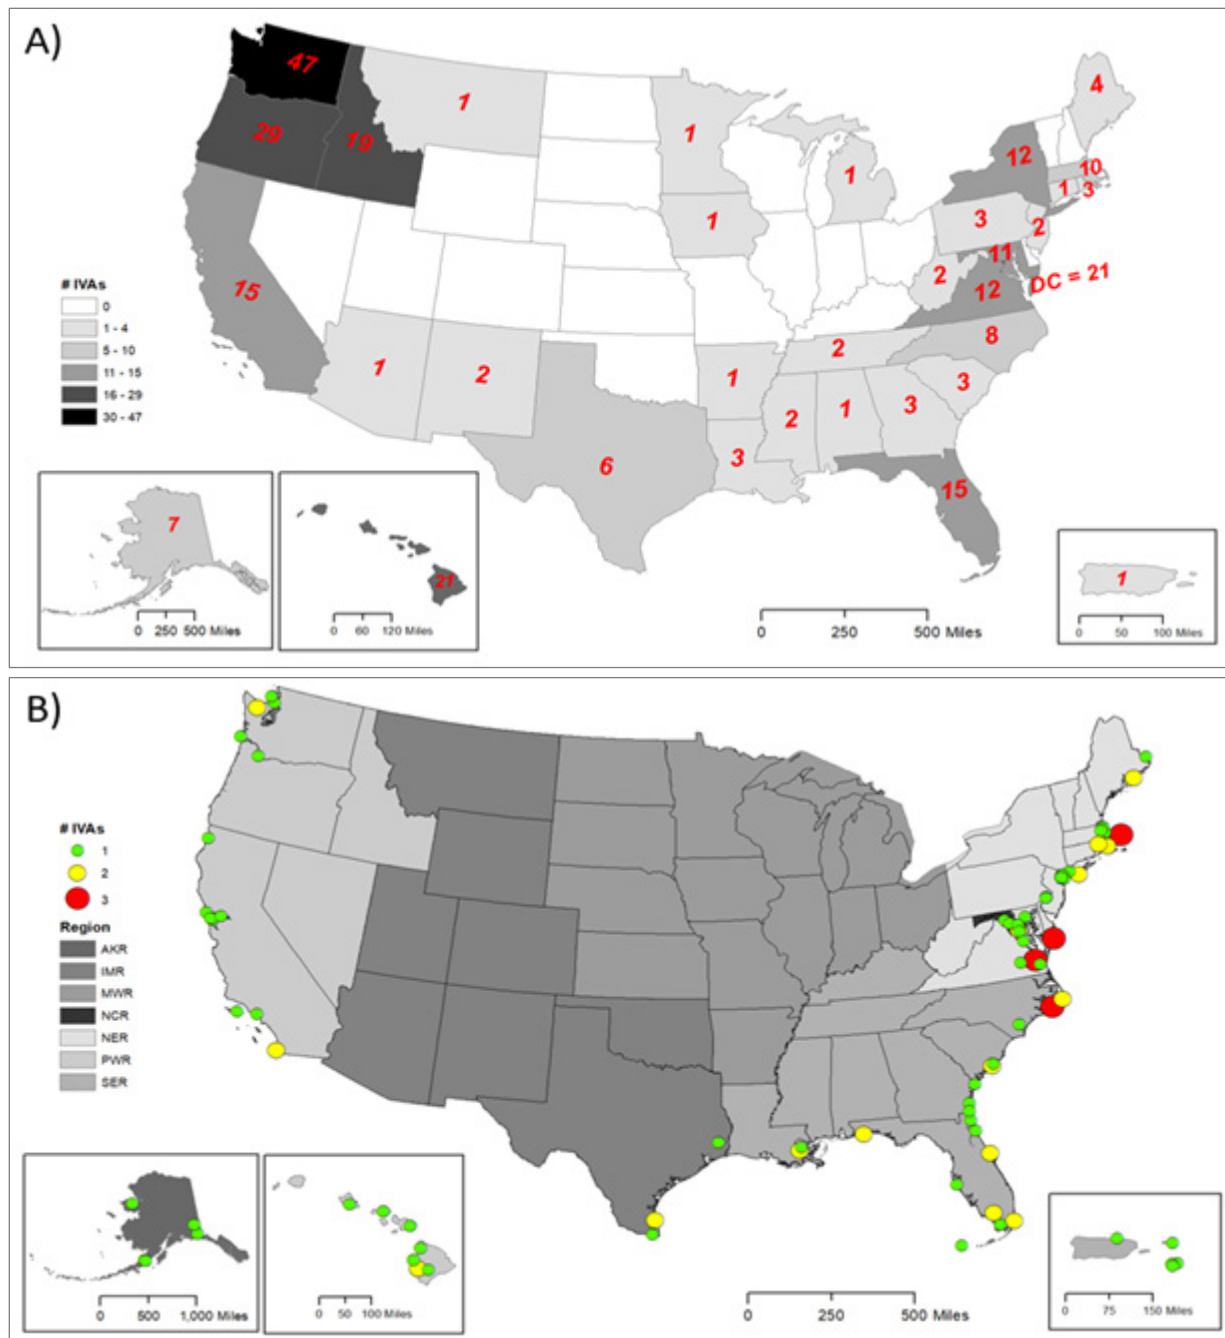 A)
47
29
19
1
1
1
1
4
12
10
1
3
3
2
11
2
DC = 21
12
15
8
1
2
6
1
2
3
2
1
3
3
15
# IVAs
0
1 - 4
5 - 10
11 - 15
16 - 29
30 - 47
7
0 250 500 Miles
21
0 60 120 Miles
0 250 500 Miles
1
0 50 100 Miles
B)
# IVAs
1
2
3
Region
AKR
IMR
MWR
NCR
NER
PWR
SER
0 500 1,000 Miles
0 50 100 Miles
0 250 500 Miles
0 75 150 Miles